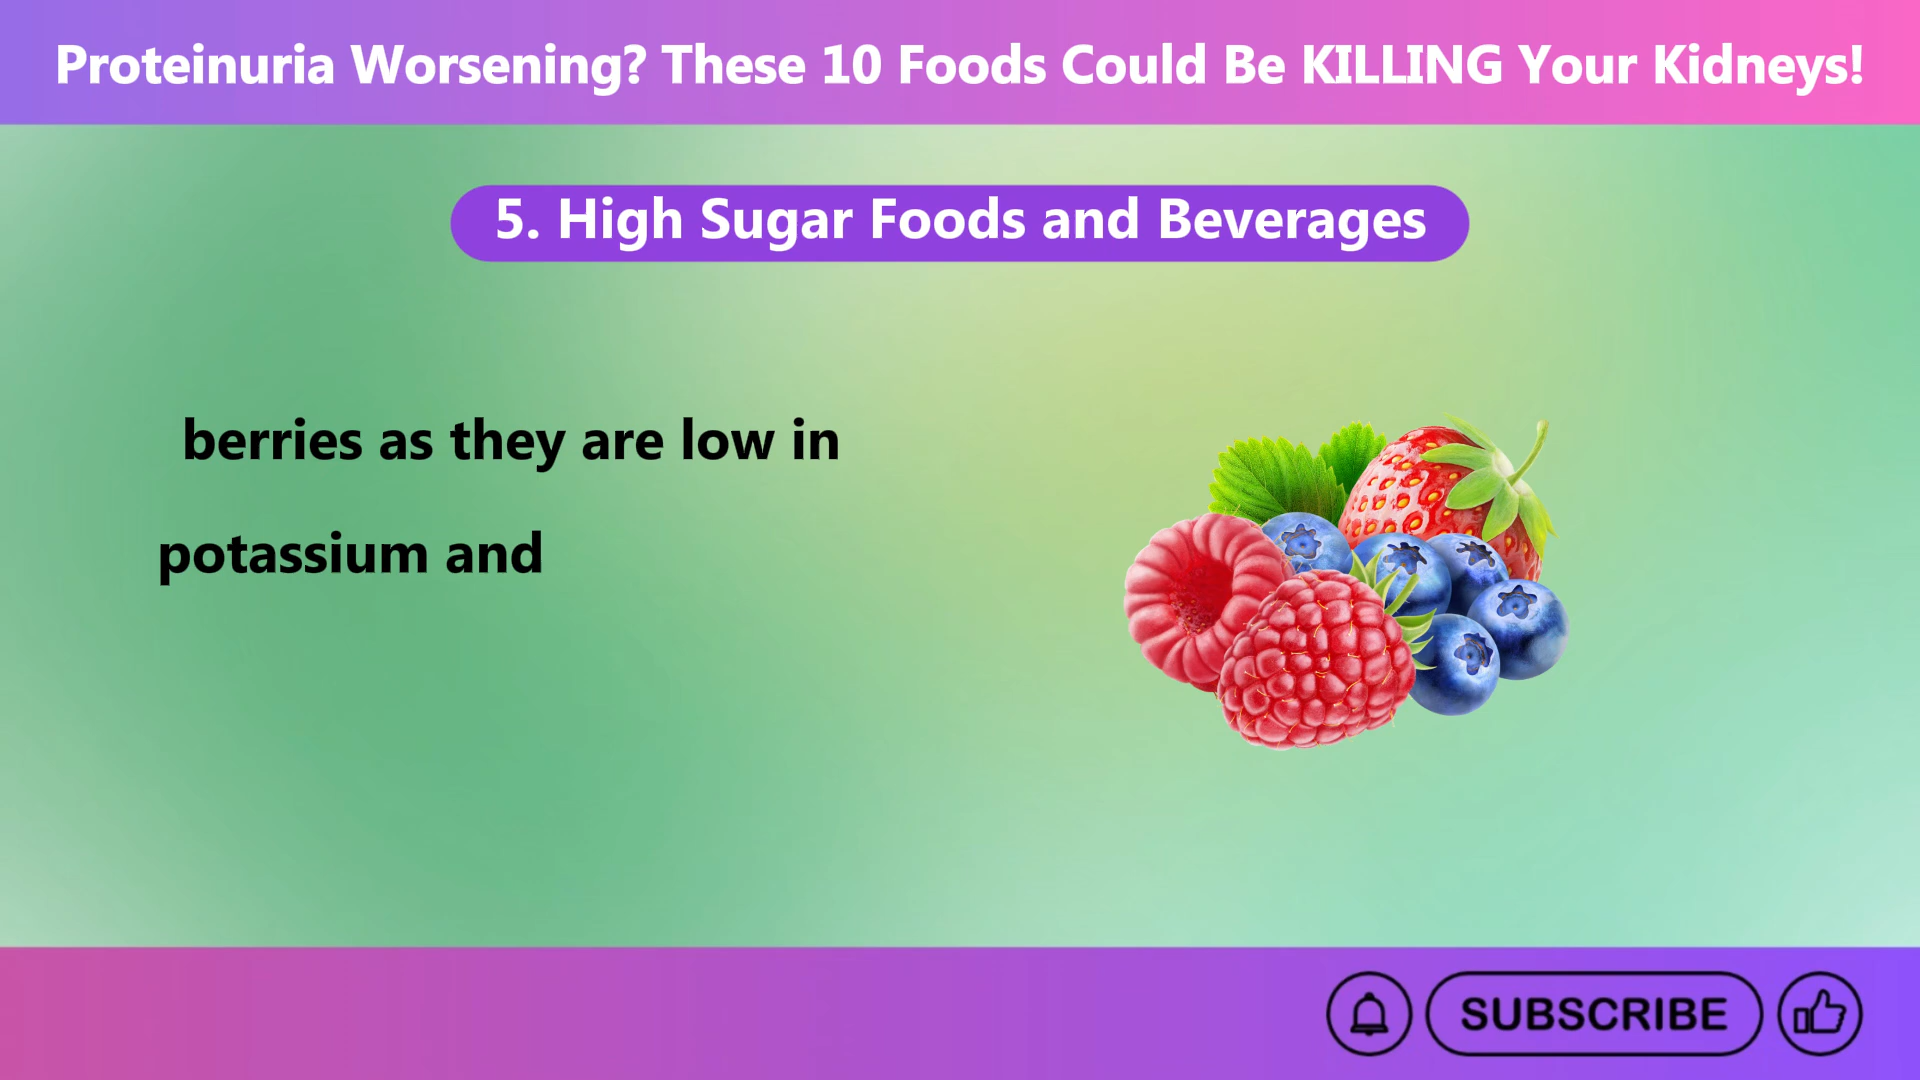 Proteinuria Worsening? These 10 Foods Could Be KILLING Your Kidneys!
5. High Sugar Foods and Beverages
berries as they are low in
potassium and
SUBSCRIBE